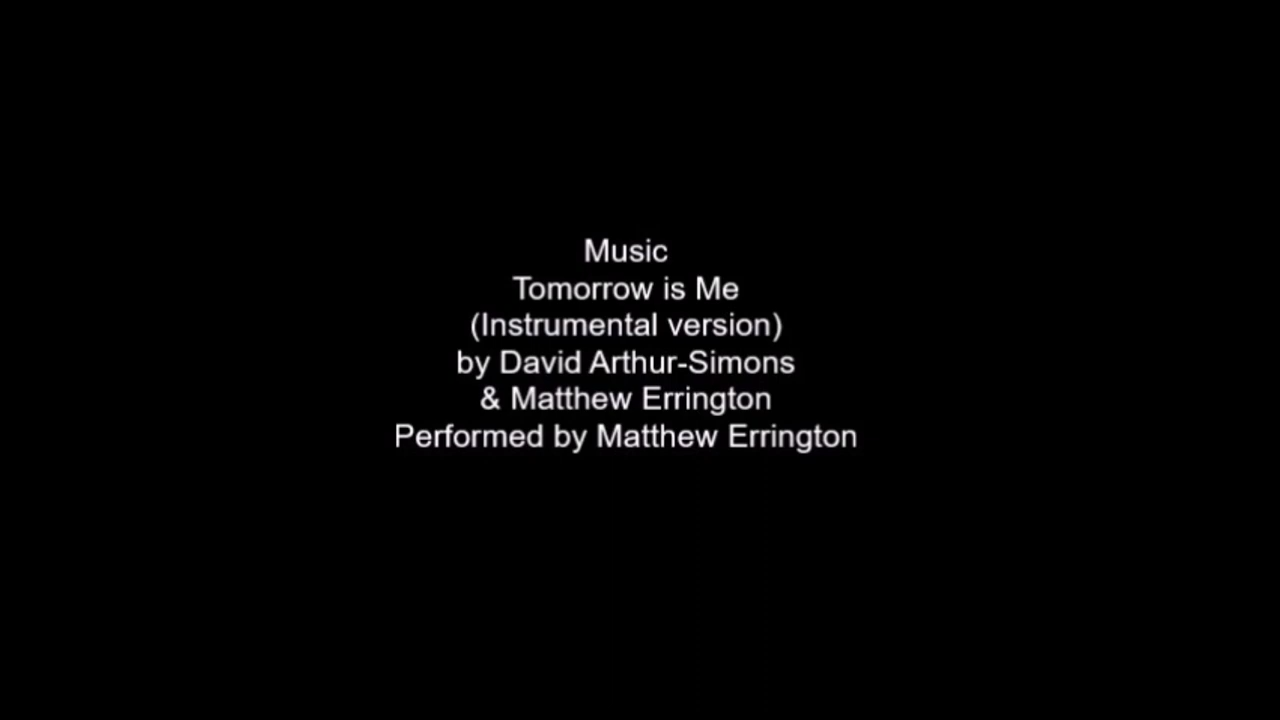 Music
Tomorrow is Me
(Instrumental version)
by David Arthur-Simons
& Matthew Errington
Performed by Matthew Errington